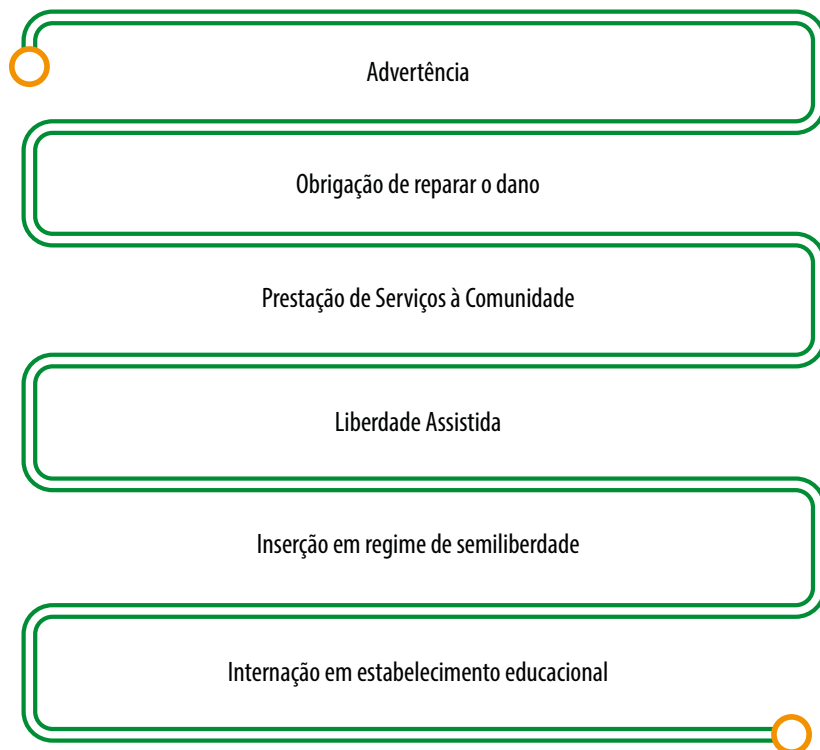 Advertência
Obrigação de reparar o dano
Prestação de Serviços à Comunidade
Liberdade Assistida
Inserção em regime de semiliberdade
Internação em estabelecimento educacional